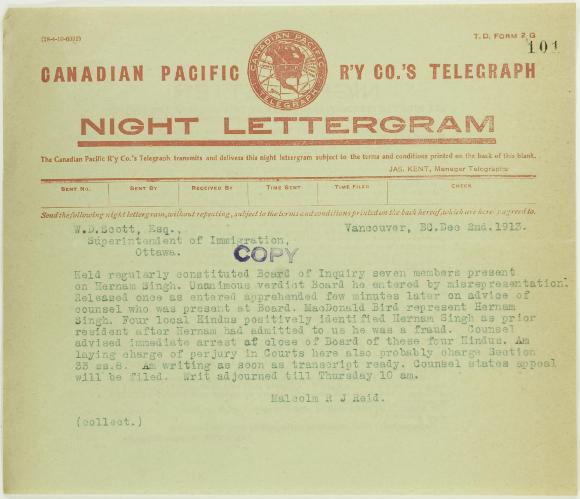 (18-4-10-6332)
T. D. FORM 2 G
101
CANADIAN PACIFIC R'Y CO.'S TELEGRAPH
CANADIAN PACIFIC
TELEGRAPH
NIGHT LETTERGRAM
The Canadian Pacific R'y Co.'s Telegraph transmits and delivers this night lettergram subject to the terms and conditions printed on the back of this blank.
JAS. KENT, Manager Telegraphs
SENT NO. SENT BY RECEIVED BY TIME SENT TIME FILED CHECK
Send the following night lettergram, without repeating, subject to the terms and conditions printed on the back hereof, which are hereby agreed to.
W.D.Scott, Esq., Vancouver, BC.Dec 2nd.1913.
Superintendent of Immigration,
Ottawa.
COPY
Held regularly constituted Board of Inquiry seven members present
on Hernam Singh. Unanimous verdict Board he entered by misrepresentation.
Released once as entered apprehended few minutes later on advice of
counsel who was present at Board. MacDonald Bird represent Hernam
Singh. Four local Hindus positively identified Hernam Singh as prior
resident after Hernam had admitted to us he was a fraud. Counsel
advised immediate arrest at close of Board of these four Hindus. Am
laying charge of perjury in Courts here also probably charge Section
33 ss.8. Am writing as soon as transcript ready. Counsel states appeal
will be filed. Writ adjourned till Thursday 10 am.
Malcolm R J Reid.
(collect.)